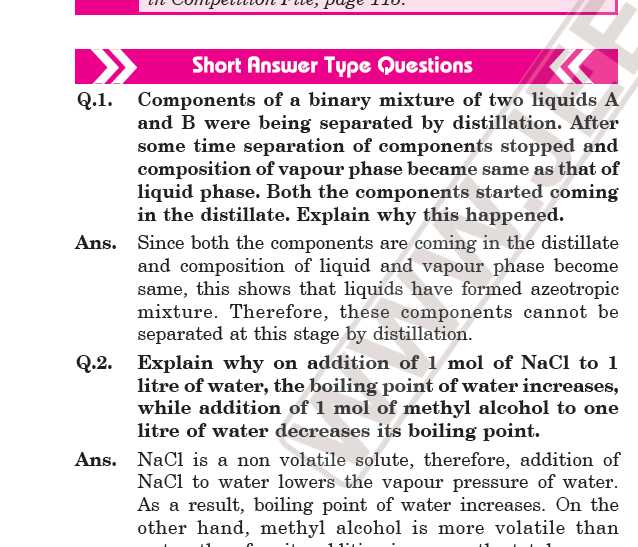 in Competition File, page 113.
Short Answer Type Questions
Q.1. Components of a binary mixture of two liquids A
and B were being separated by distillation. After
some time separation of components stopped and
composition of vapour phase became same as that of
liquid phase. Both the components started coming
in the distillate. Explain why this happened.
Ans. Since both the components are coming in the distillate
and composition of liquid and vapour phase become
same, this shows that liquids have formed azeotropic
mixture. Therefore, these components cannot be
separated at this stage by distillation.
Q.2. Explain why on addition of 1 mol of NaCl to 1
litre of water, the boiling point of water increases,
while addition of 1 mol of methyl alcohol to one
litre of water decreases its boiling point.
Ans. NaCl is a non volatile solute, therefore, addition of
NaCl to water lowers the vapour pressure of water.
As a result, boiling point of water increases. On the
other hand, methyl alcohol is more volatile than